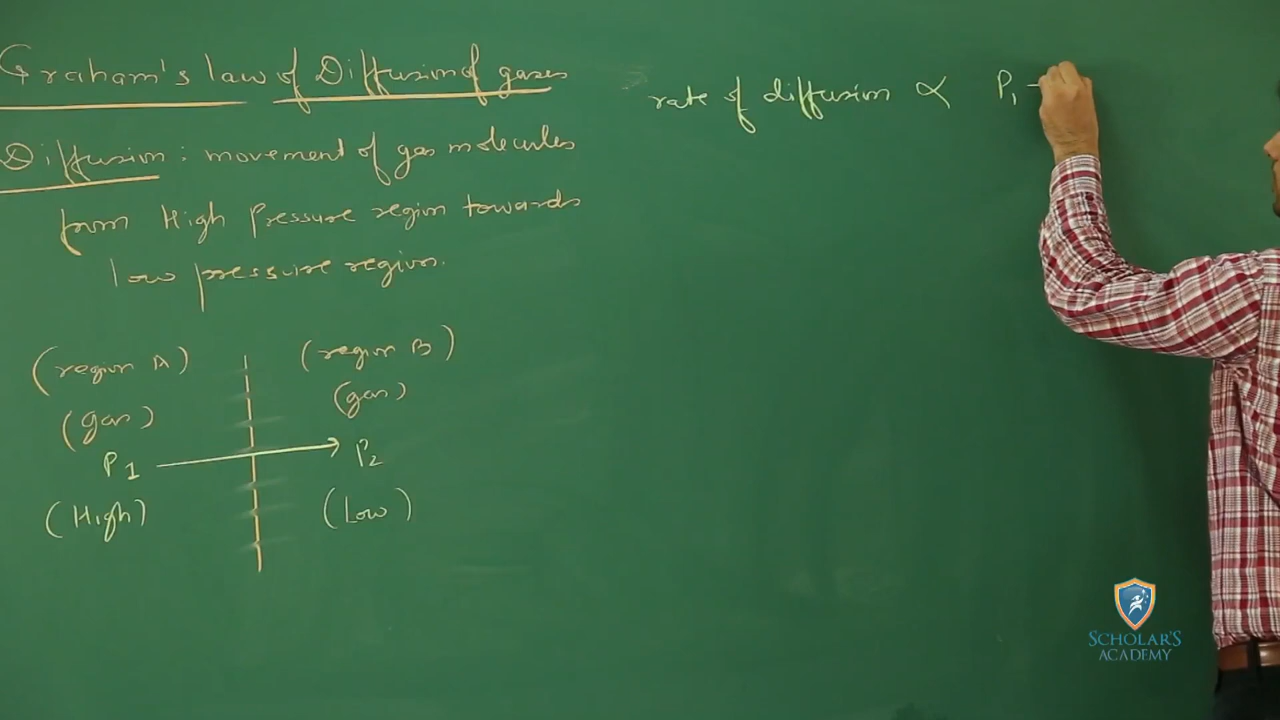 Graham's law of Diffusion of gases
Diffusion: movement of gas molecules
from High Pressure region towards
low pressure region.
(region A)
(gas)
P1
(High)
(region B)
(gas)
P2
(Low)
rate of diffusion ∝ P1 -
SCHOLAR'S
ACADEMY